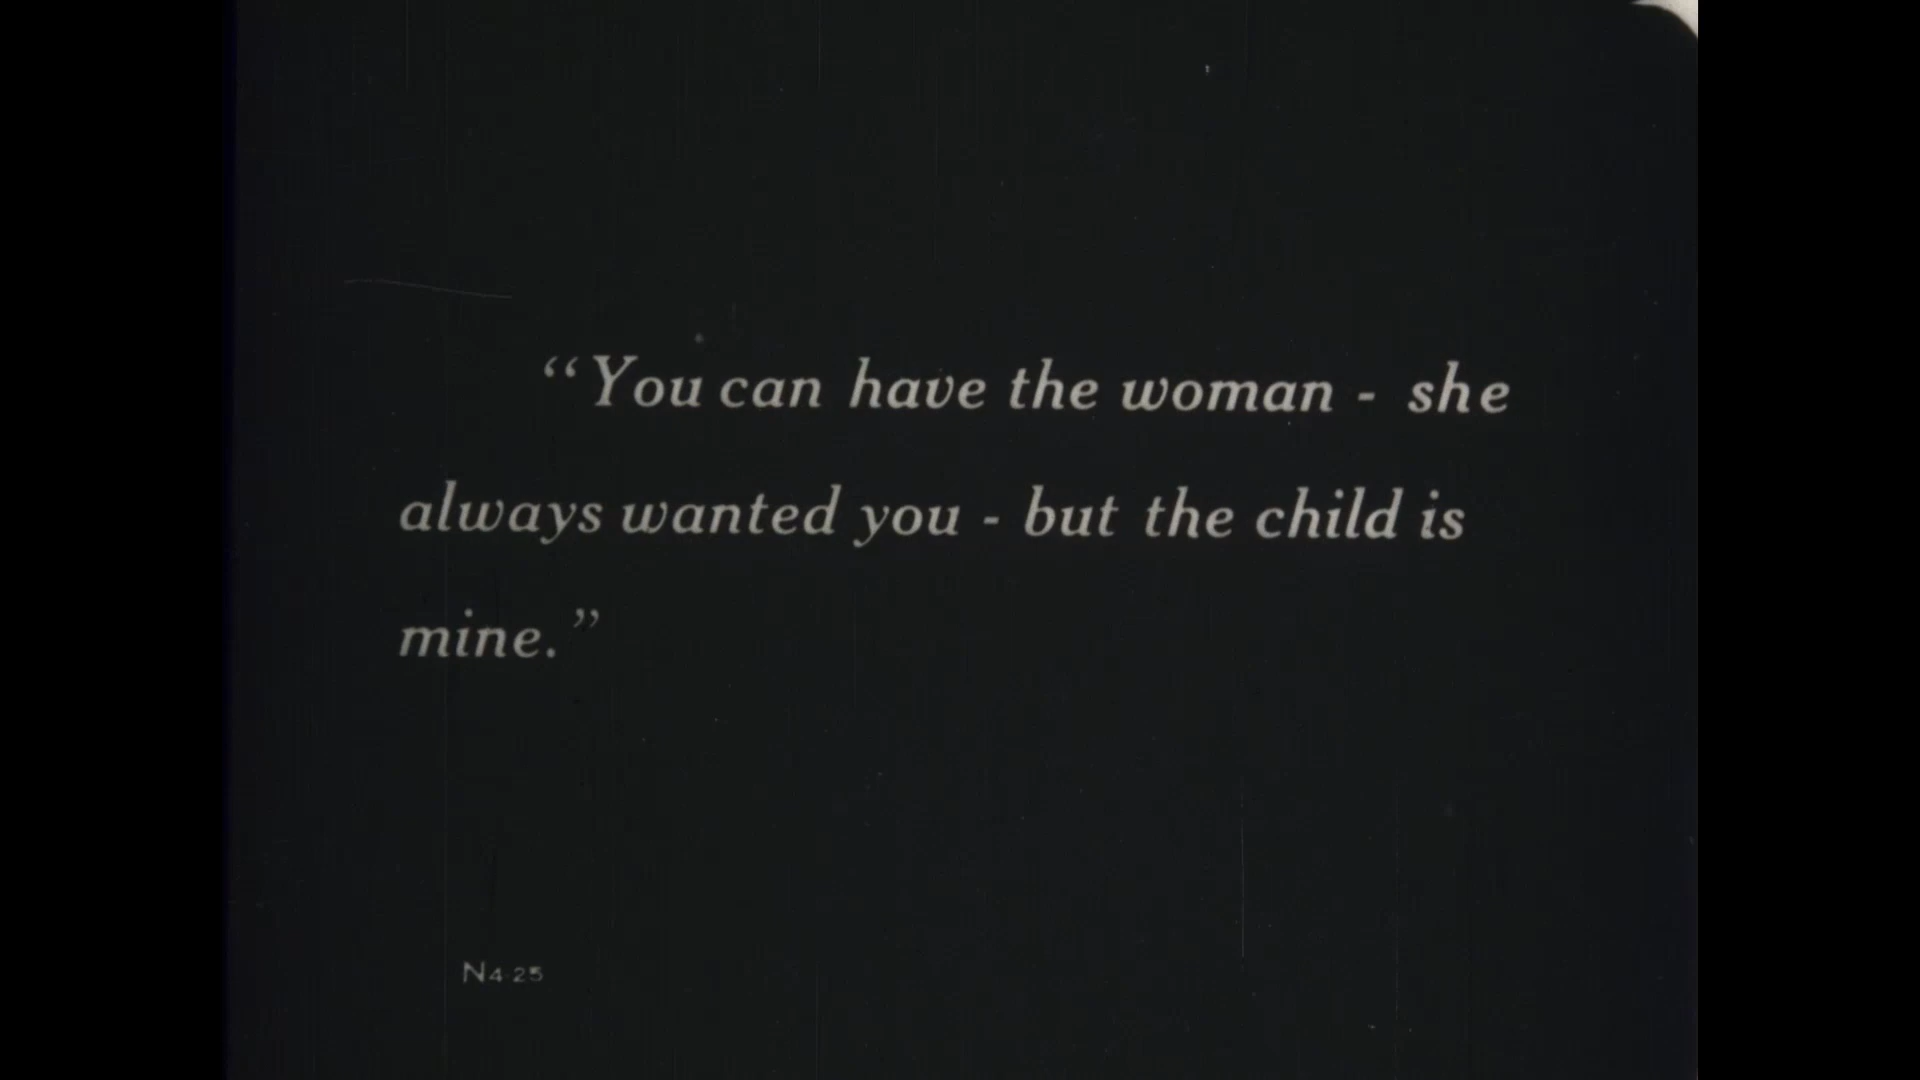 “You can have the woman - she
always wanted you - but the child is
mine.”
N4-25